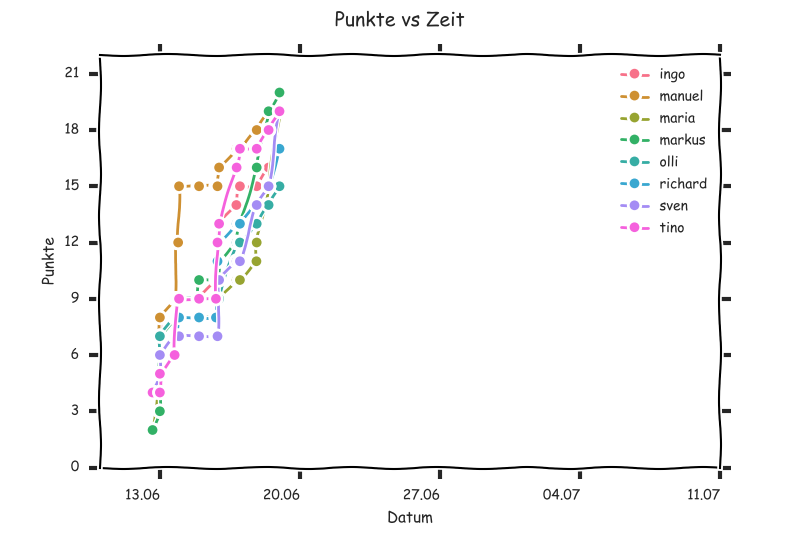 Punkte vs Zeit
21
18
15
12
9
6
3
0
Punkte
ingo
manuel
maria
markus
olli
richard
sven
tino
13.06 20.06 27.06 04.07 11.07
Datum